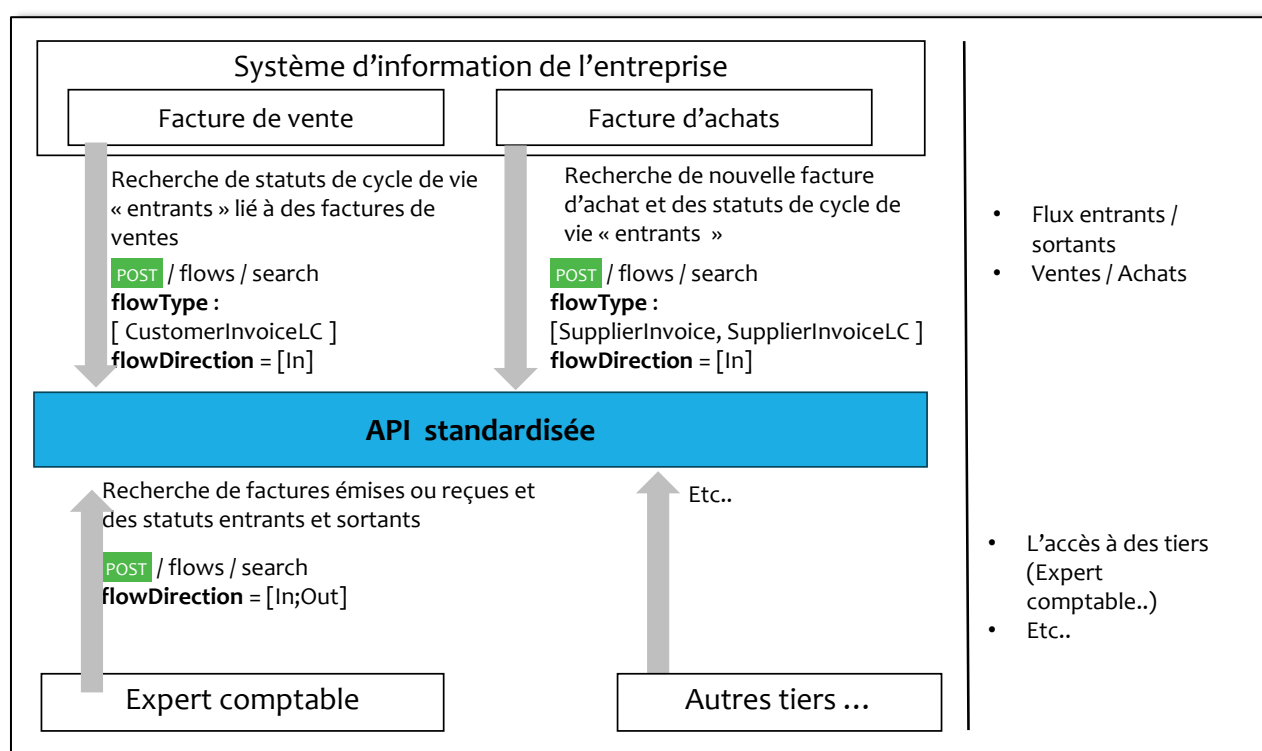 Système d’information de l’entreprise
Facture de vente
Facture d’achats
Recherche de statuts de cycle de vie
« entrants » lié à des factures de
ventes
POST / flows / search
flowType :
[ CustomerInvoiceLC ]
flowDirection = [In]
Recherche de nouvelle facture
d’achat et des statuts de cycle de
vie « entrants  »
POST / flows / search
flowType :
[SupplierInvoice, SupplierInvoiceLC ]
flowDirection = [In]
• Flux entrants /
sortants
• Ventes / Achats
API standardisée
Recherche de factures émises ou reçues et
des statuts entrants et sortants
POST / flows / search
flowDirection = [In;Out]
Etc..
• L’accès à des tiers
(Expert
comptable..)
• Etc..
Expert comptable
Autres tiers …